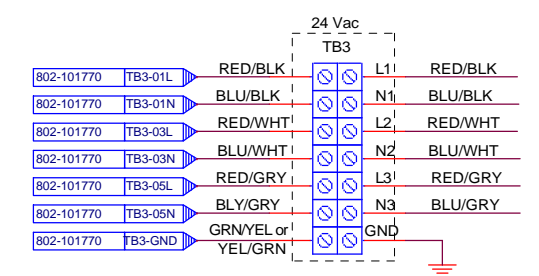 24 Vac
TB3
802-101770 TB3-01L RED/BLK L1 RED/BLK
802-101770 TB3-01N BLU/BLK N1 BLU/BLK
802-101770 TB3-03L RED/WHT L2 RED/WHT
802-101770 TB3-03N BLU/WHT N2 BLU/WHT
802-101770 TB3-05L RED/GRY L3 RED/GRY
802-101770 TB3-05N BLY/GRY N3 BLU/GRY
802-101770 TB3-GND GRN/YEL or GND
YEL/GRN